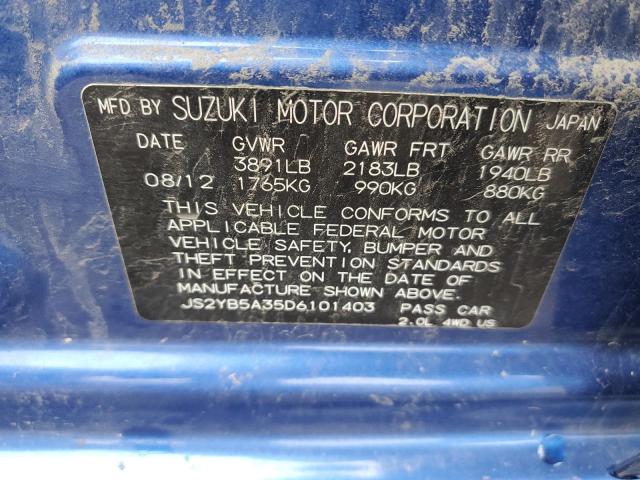 MFD BY SUZUKI MOTOR CORPORATION JAPAN
DATE GVWR GAWR FRT GAWR RR
3891LB 2183LB 1940LB
08/12 1765KG 990KG 880KG
THIS VEHICLE CONFORMS TO ALL
APPLICABLE FEDERAL MOTOR
VEHICLE SAFETY, BUMPER AND
THEFT PREVENTION STANDARDS
IN EFFECT ON THE DATE OF
MANUFACTURE SHOWN ABOVE
JS2YB5A35D6101403 PASS CAR
2.0L 4WD US